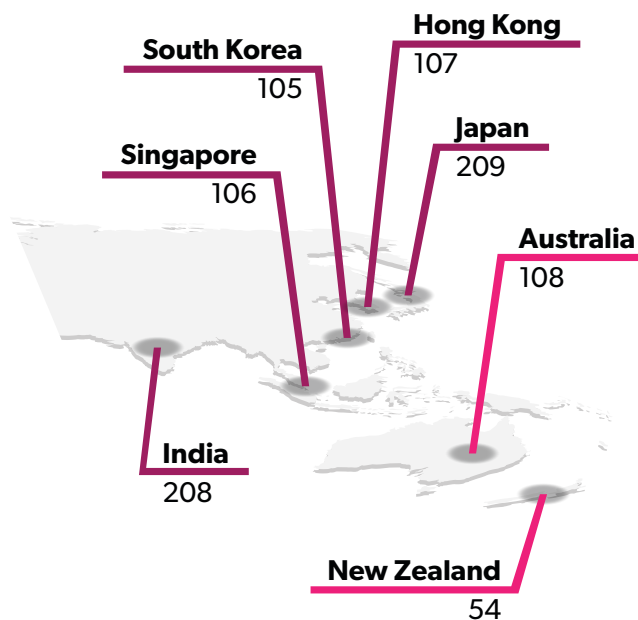 Hong Kong
107
South Korea
105
Japan
209
Singapore
106
Australia
108
India
208
New Zealand
54